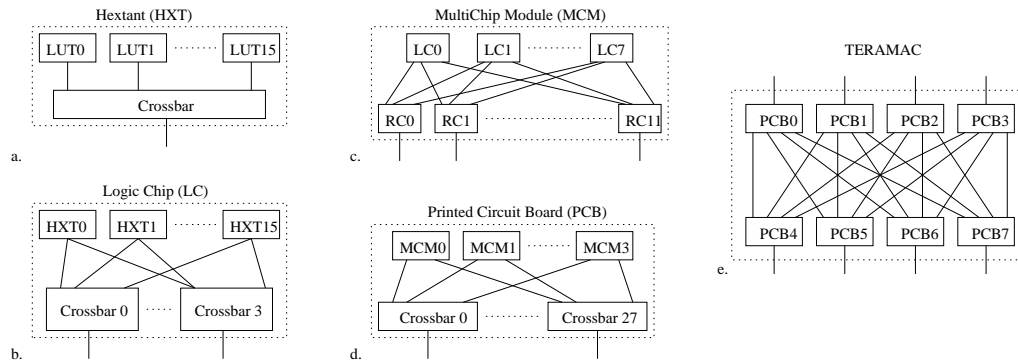 Hextant (HXT)
LUT0 LUT1 LUT15
Crossbar
a.
Logic Chip (LC)
HXT0 HXT1 HXT15
Crossbar 0 Crossbar 3
b.
MultiChip Module (MCM)
LC0 LC1 LC7
RC0 RC1 RC11
c.
Printed Circuit Board (PCB)
MCM0 MCM1 MCM3
Crossbar 0 Crossbar 27
d.
TERAMAC
PCB0 PCB1 PCB2 PCB3
PCB4 PCB5 PCB6 PCB7
e.